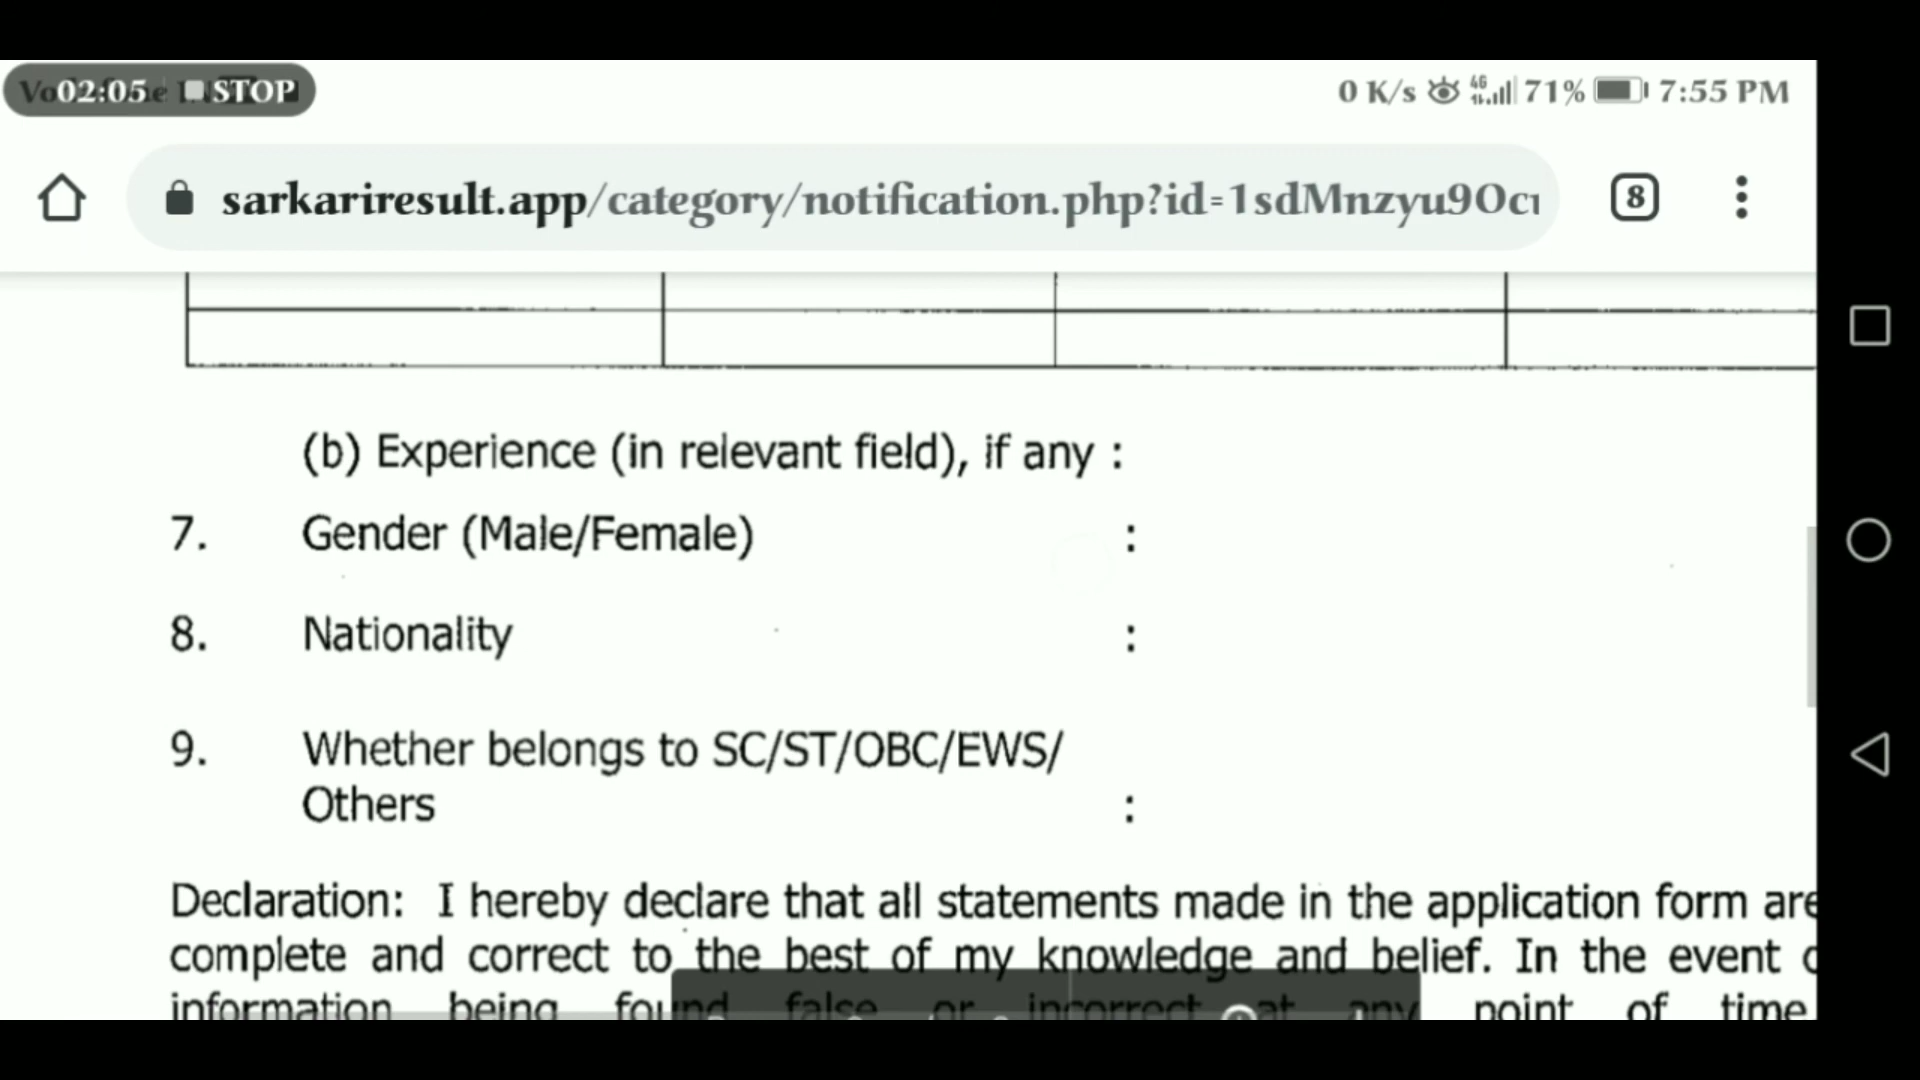 02:05 STOP
0 K/s 4G 71% 7:55 PM
sarkariresult.app/category/notification.php?id=1sdMnzyu9Oc
8
(b) Experience (in relevant field), if any :
7. Gender (Male/Female) :
8. Nationality :
9. Whether belongs to SC/ST/OBC/EWS/
Others :
Declaration: I hereby declare that all statements made in the application form are
complete and correct to the best of my knowledge and belief. In the event
information being found false or incorrect at any point of time